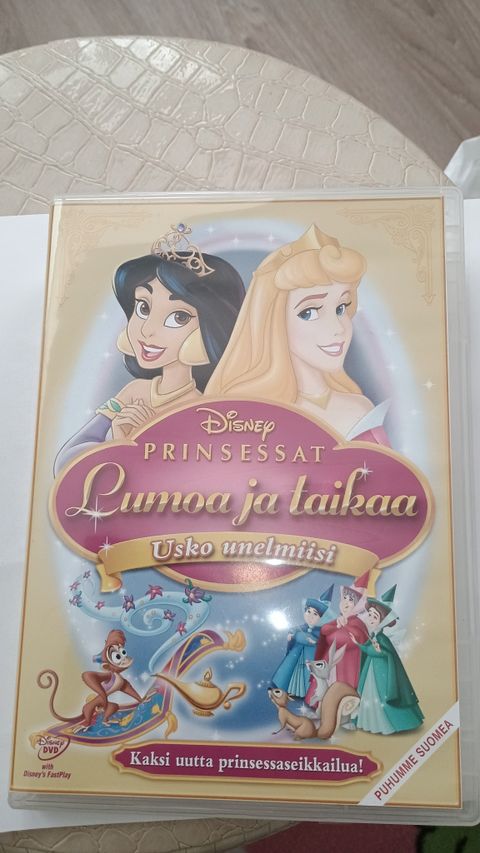 Disney
PRINSESSAT
Lumoa ja taikaa
Usko unelmiisi
Kaksi uutta prinsessaseikkailua!
Disney
DVD
with
Disney's FastPlay
PUHUMME SUOMEA